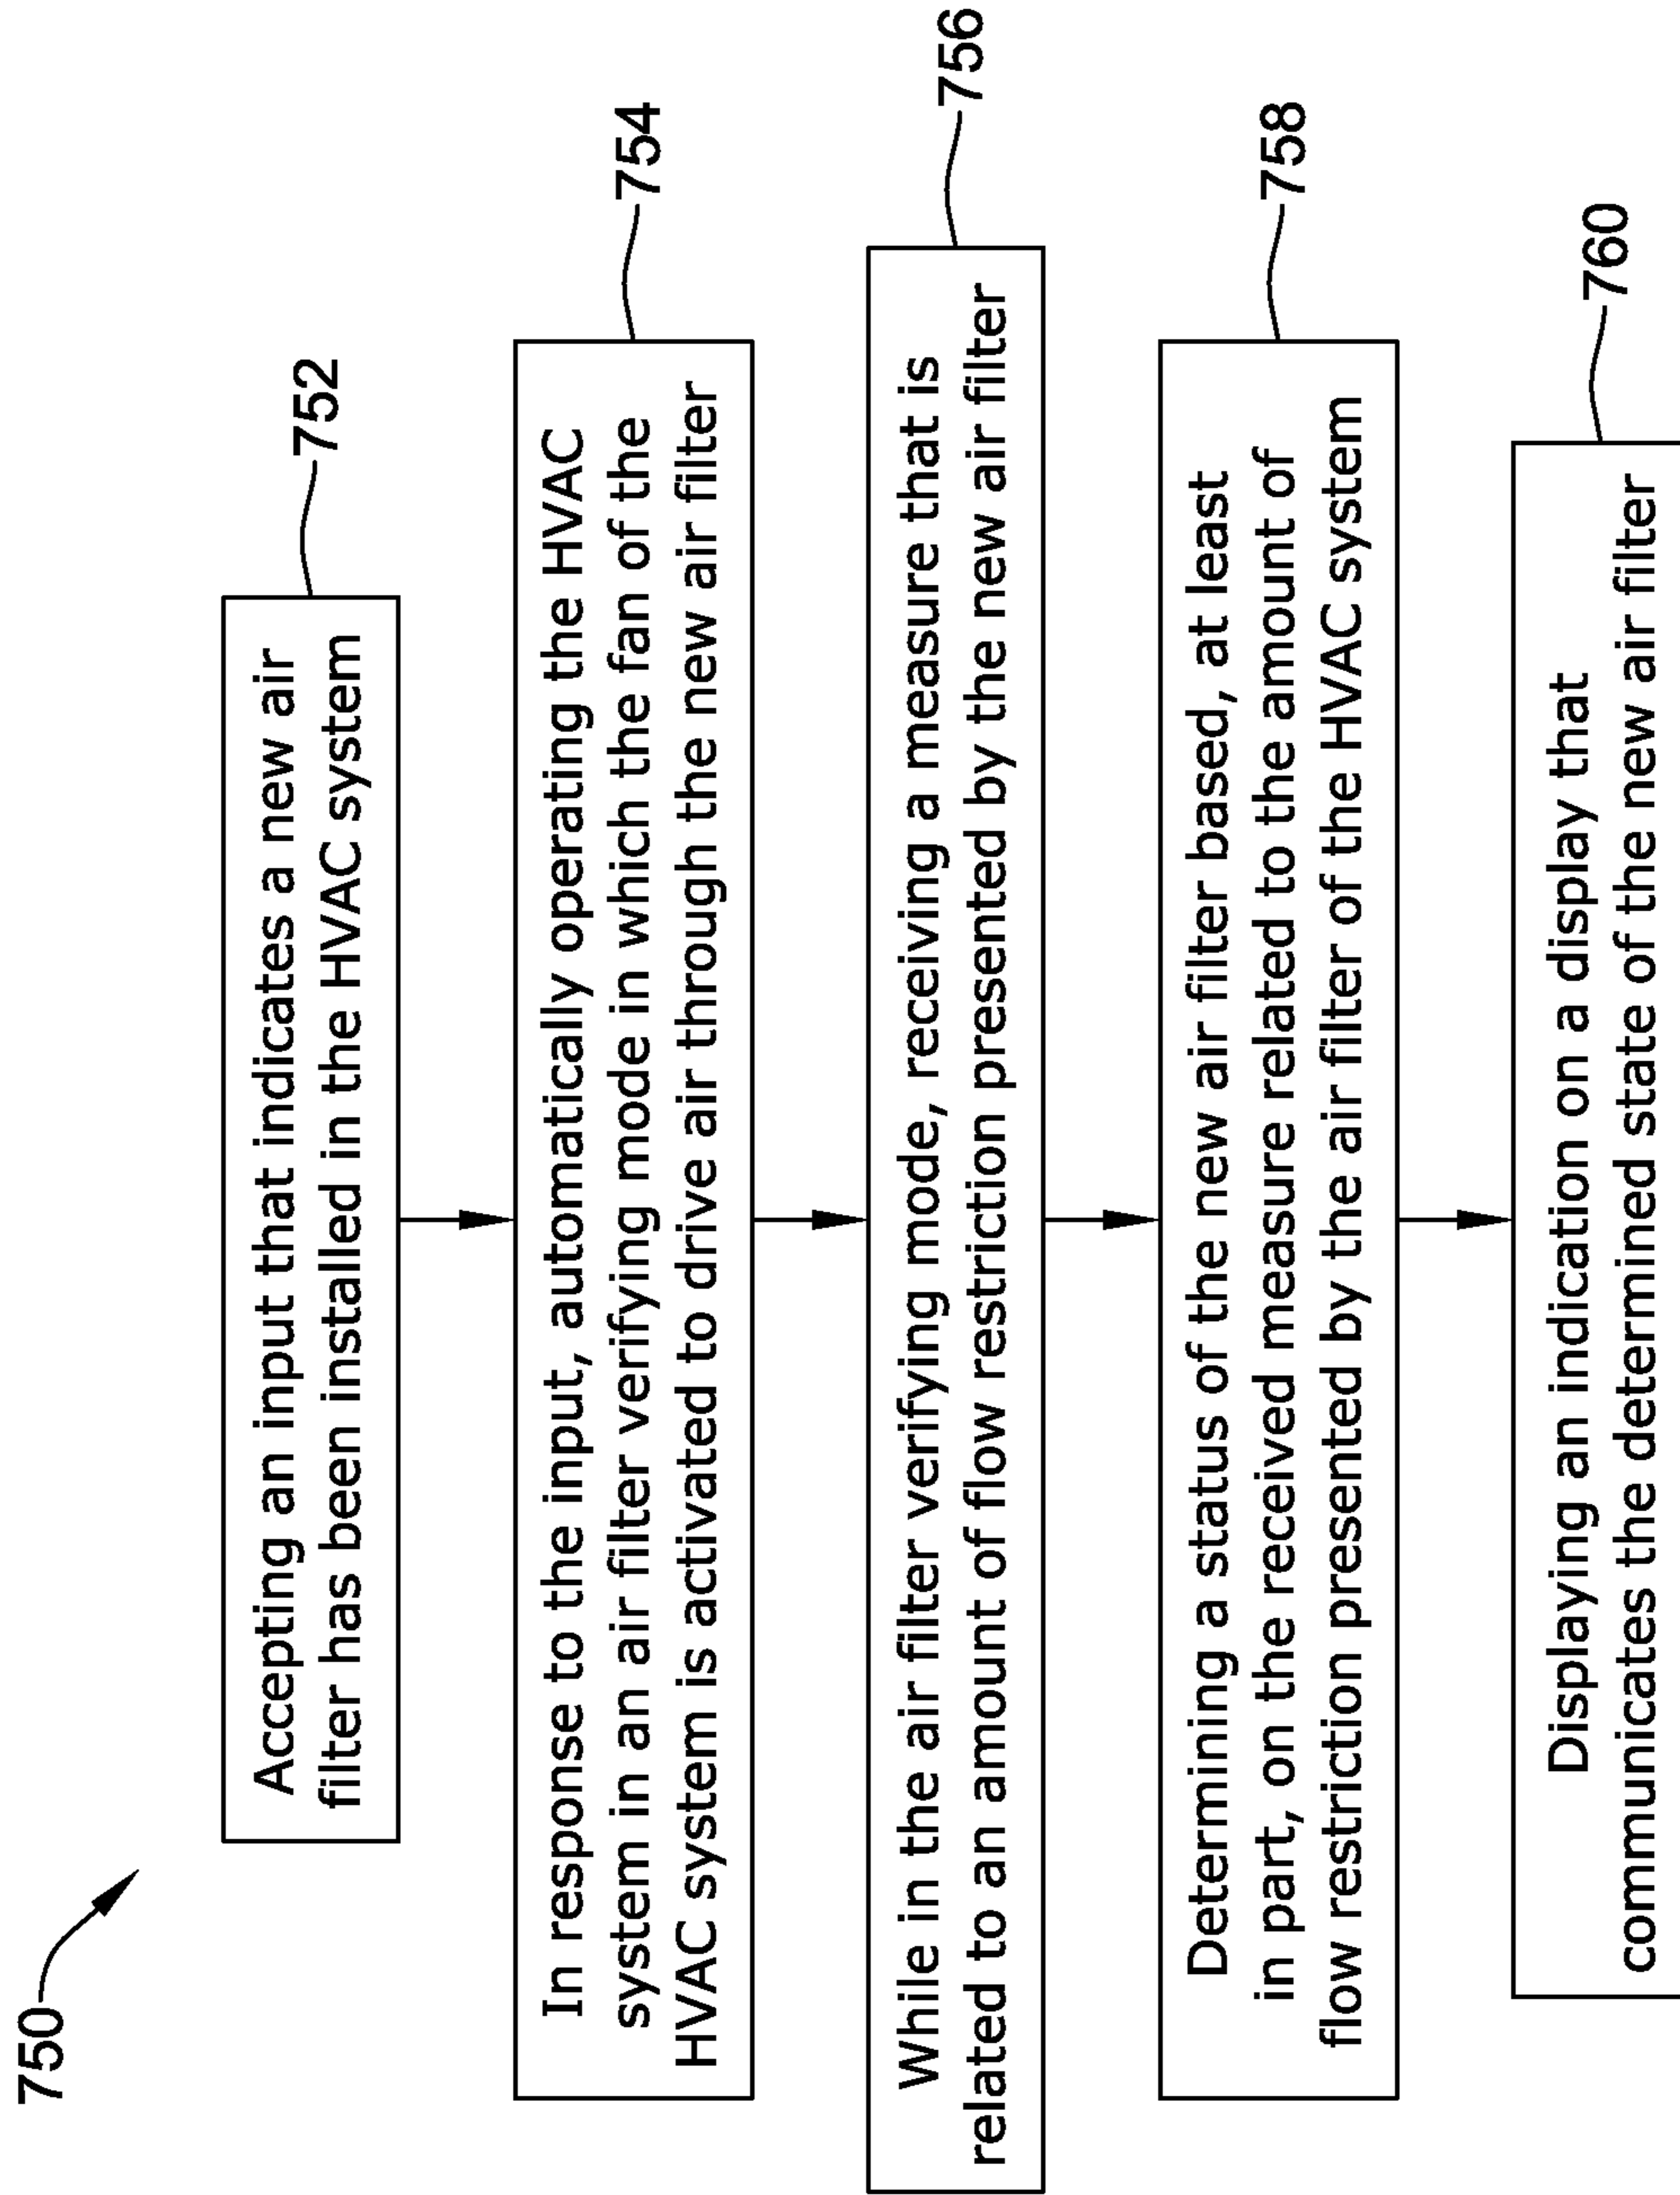 750
Accepting an input that indicates a new air
filter has been installed in the HVAC system
752
In response to the input, automatically operating the HVAC
system in an air filter verifying mode in which the fan of the
HVAC system is activated to drive air through the new air filter
754
While in the air filter verifying mode, receiving a measure that is
related to an amount of flow restriction presented by the new air filter
756
Determining a status of the new air filter based, at least
in part, on the received measure related to the amount of
flow restriction presented by the air filter of the HVAC system
758
Displaying an indication on a display that
communicates the determined state of the new air filter
760